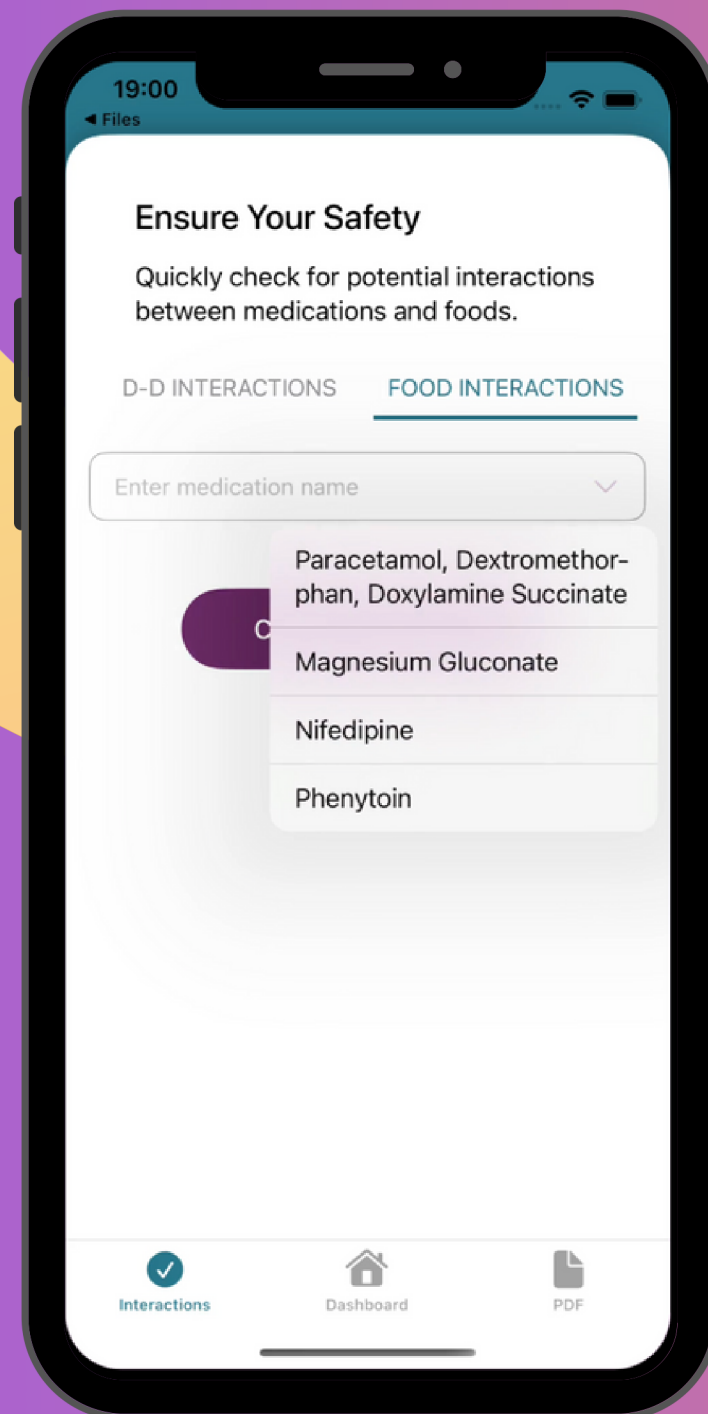 19:00
◀ Files
Ensure Your Safety
Quickly check for potential interactions
between medications and foods.
D-D INTERACTIONS
FOOD INTERACTIONS
Enter medication name
Paracetamol, Dextromethor-
phan, Doxylamine Succinate
Magnesium Gluconate
Nifedipine
Phenytoin
Interactions
Dashboard
PDF